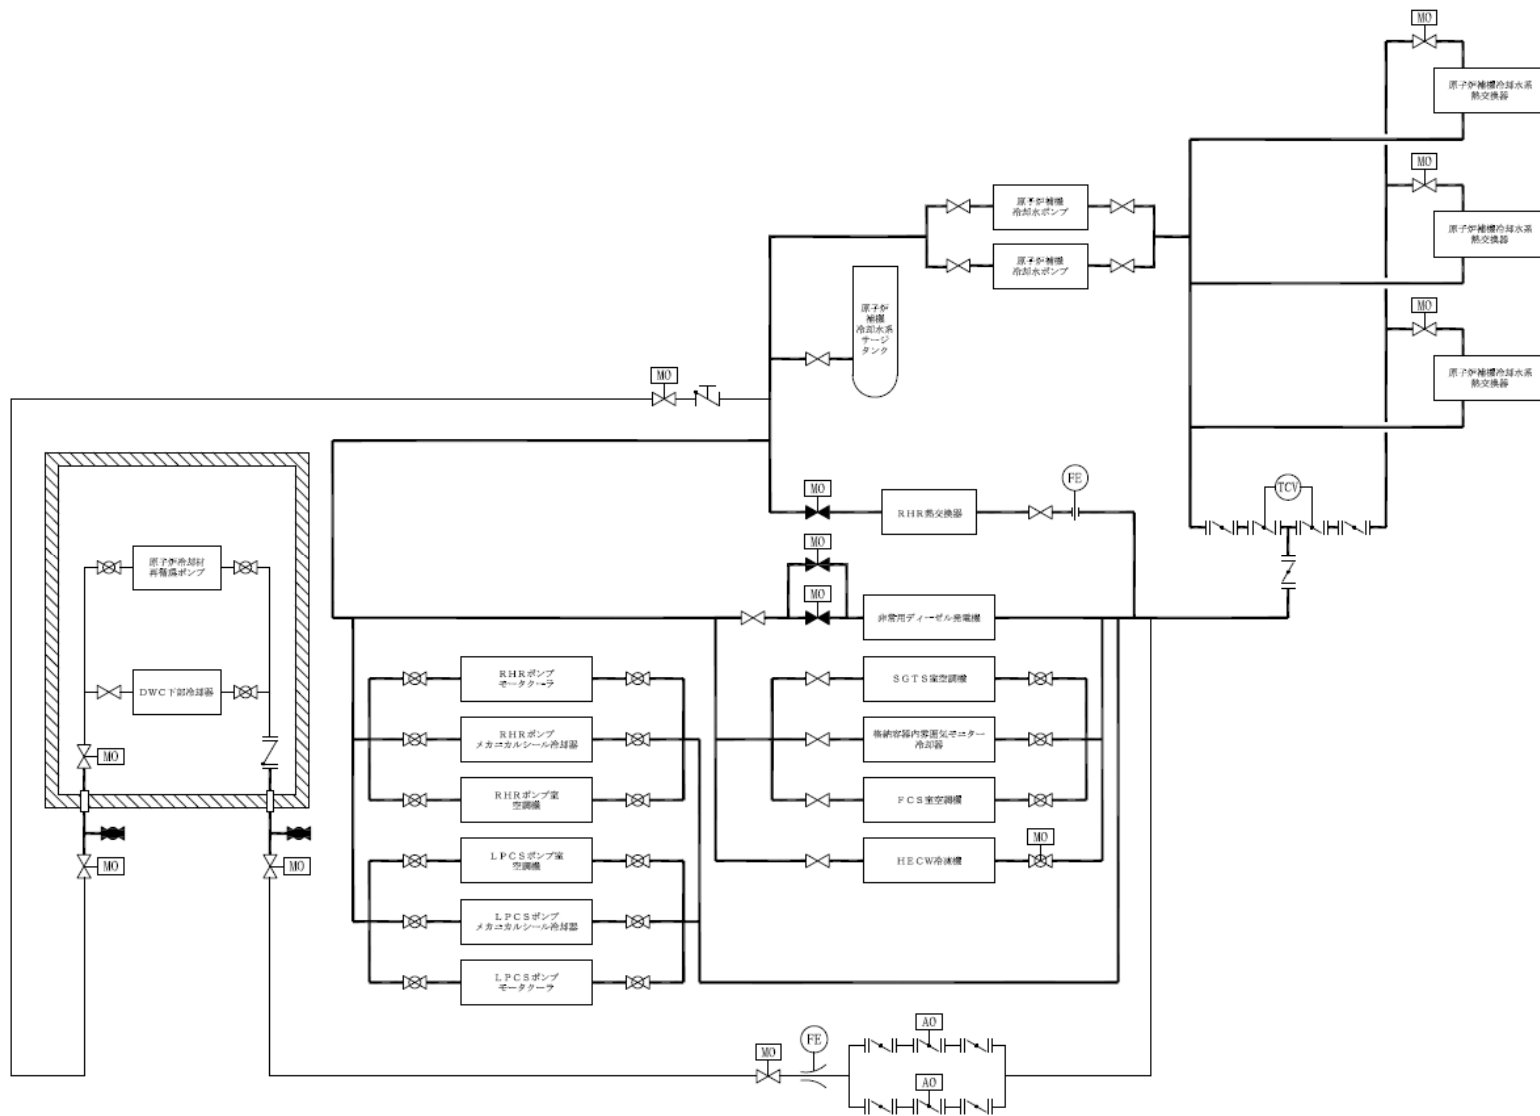 MO
原子炉補機冷却水系
熱交換器
MO
原子炉補機冷却水系
熱交換器
MO
原子炉補機冷却水系
熱交換器
原子炉補機
冷却水ポンプ
原子炉補機
冷却水ポンプ
原子炉
補機
冷却水系
サージ
タンク
MO
TCV
FE
MO
RHR熱交換器
MO
MO
非常用ディーゼル発電機
原子炉冷却材
再循環ポンプ
DWC下部冷却器
MO
MO
MO
RHRポンプ
モータクーラ
RHRポンプ
メカニカルシール冷却器
RHRポンプ室
空調機
LPCSポンプ室
空調機
LPCSポンプ
メカニカルシール冷却器
LPCSポンプ
モータクーラ
SGTS室空調機
格納容器内雰囲気モニター
冷却器
FCS室空調機
MO
HECW冷凍機
MO
FE
AO
AO